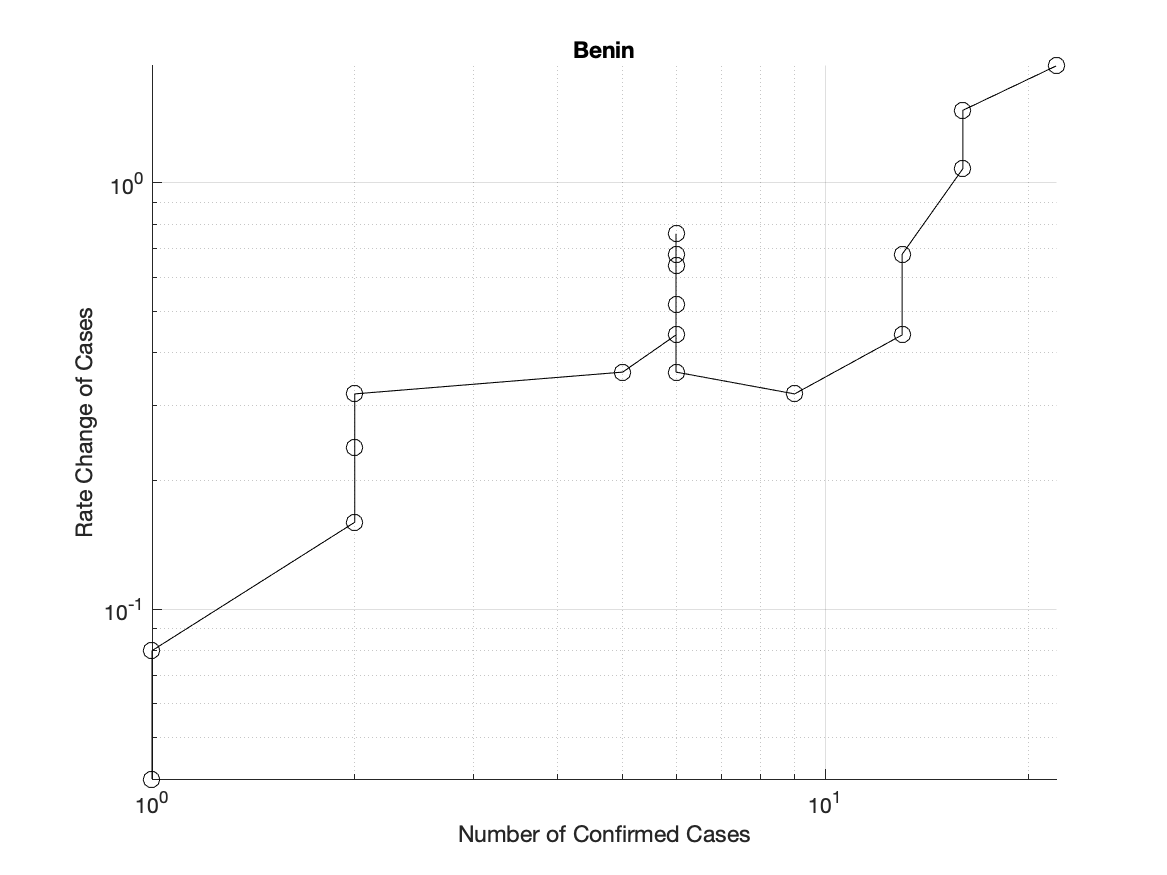 Benin
10^0
10^-1
Rate Change of Cases
10^0
10^1
Number of Confirmed Cases